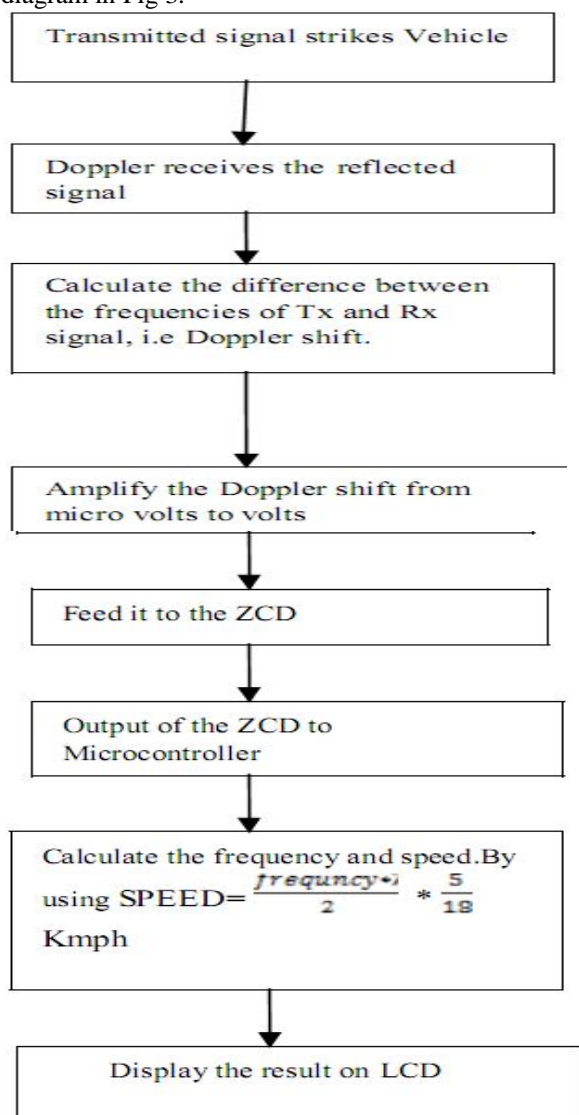 diagram in Fig 3.
Transmitted signal strikes Vehicle
Doppler receives the reflected
signal
Calculate the difference between
the frequencies of Tx and Rx
signal, i.e Doppler shift.
Amplify the Doppler shift from
micro volts to volts
Feed it to the ZCD
Output of the ZCD to
Microcontroller
Calculate the frequency and speed.By
using SPEED= frequncy / 2 * 5/18
Kmph
Display the result on LCD